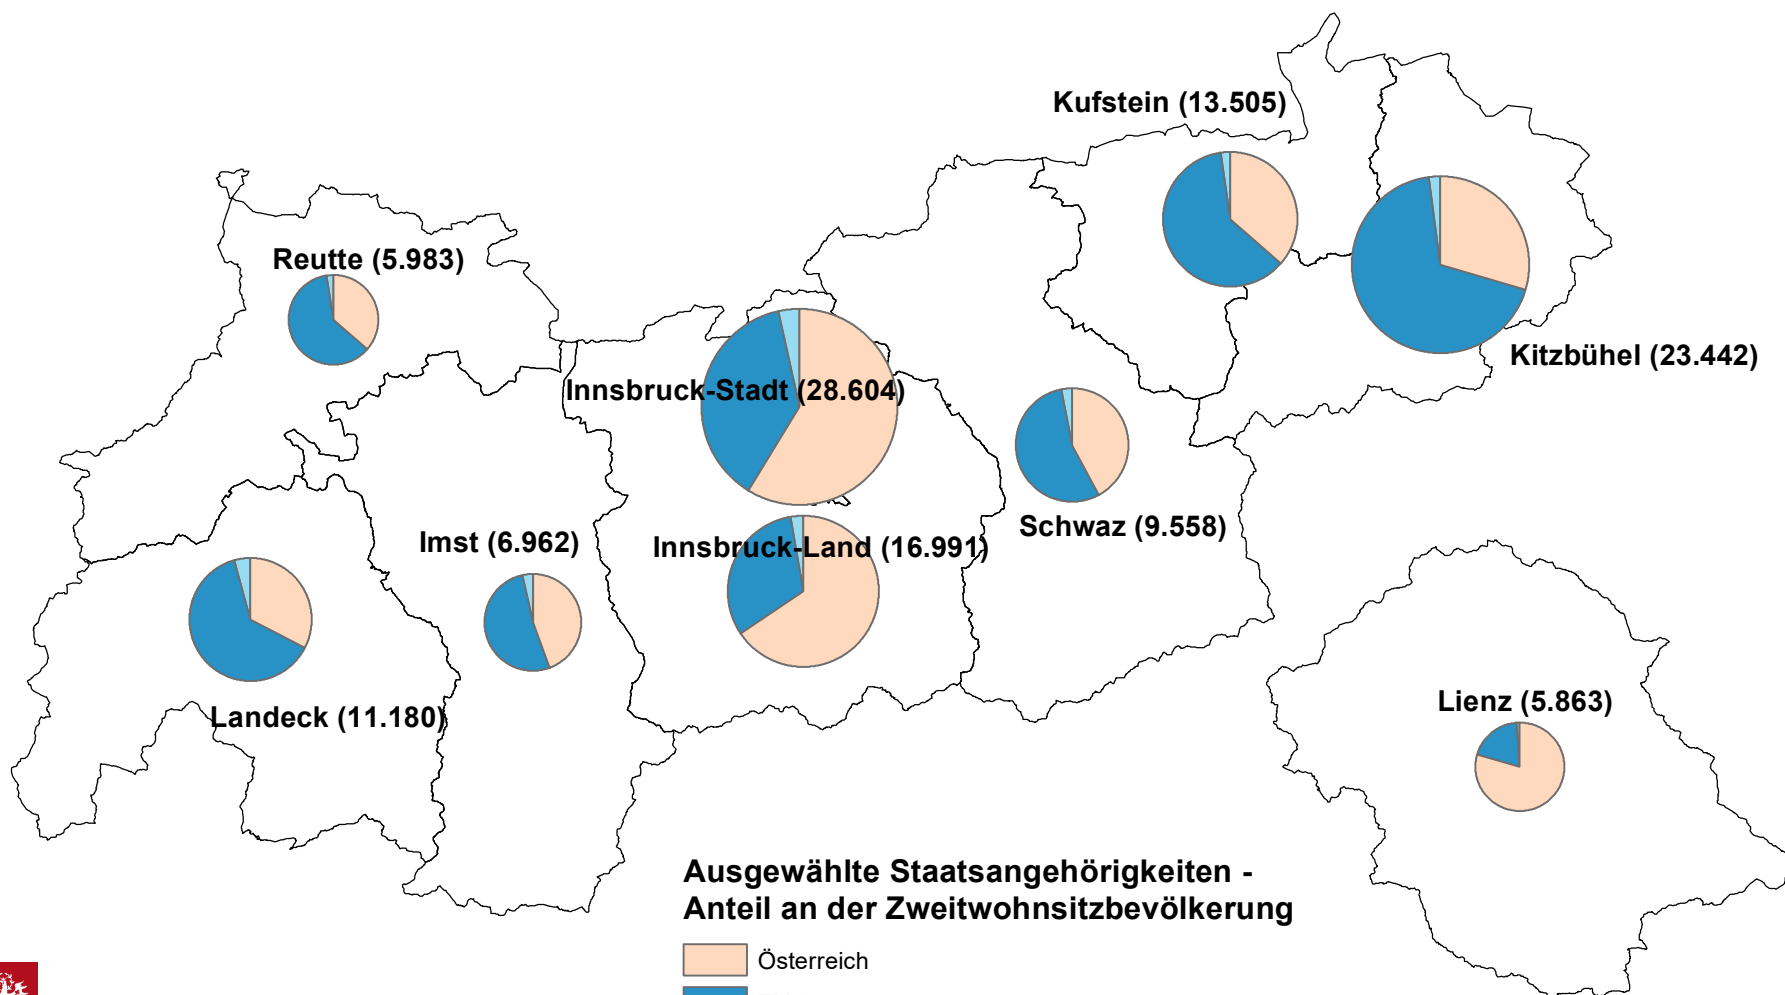 Kufstein (13.505)
Reutte (5.983)
Kitzbühel (23.442)
Innsbruck-Stadt (28.604)
Schwaz (9.558)
Imst (6.962)
Innsbruck-Land (16.991)
Landeck (11.180)
Lienz (5.863)
Ausgewählte Staatsangehörigkeiten -
Anteil an der Zweitwohnsitzbevölkerung
Österreich